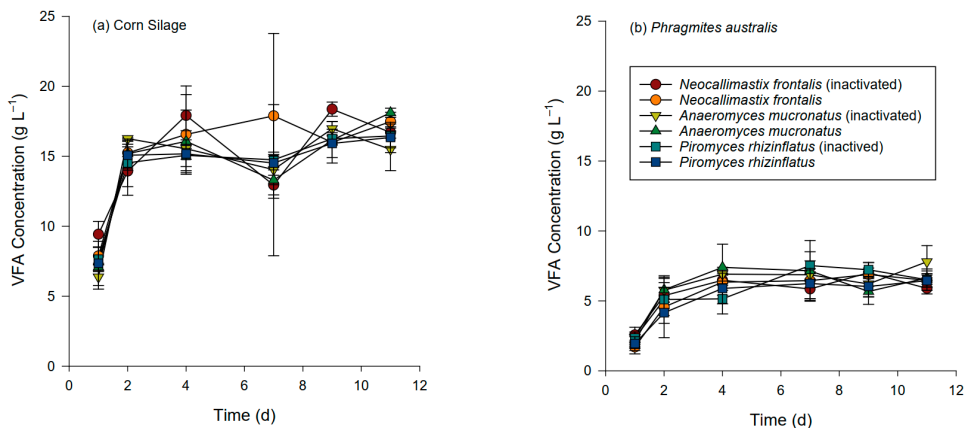 (a) Corn Silage
VFA Concentration (g L⁻¹)
25
20
15
10
5
0
0 2 4 6 8 10 12
Time (d)
(b) Phragmites australis
VFA Concentration (g L⁻¹)
25
20
15
10
5
0
Neocallimastix frontalis (inactivated)
Neocallimastix frontalis
Anaeromyces mucronatus (inactivated)
Anaeromyces mucronatus
Piromyces rhizinflatus (inactived)
Piromyces rhizinflatus
0 2 4 6 8 10 12
Time (d)